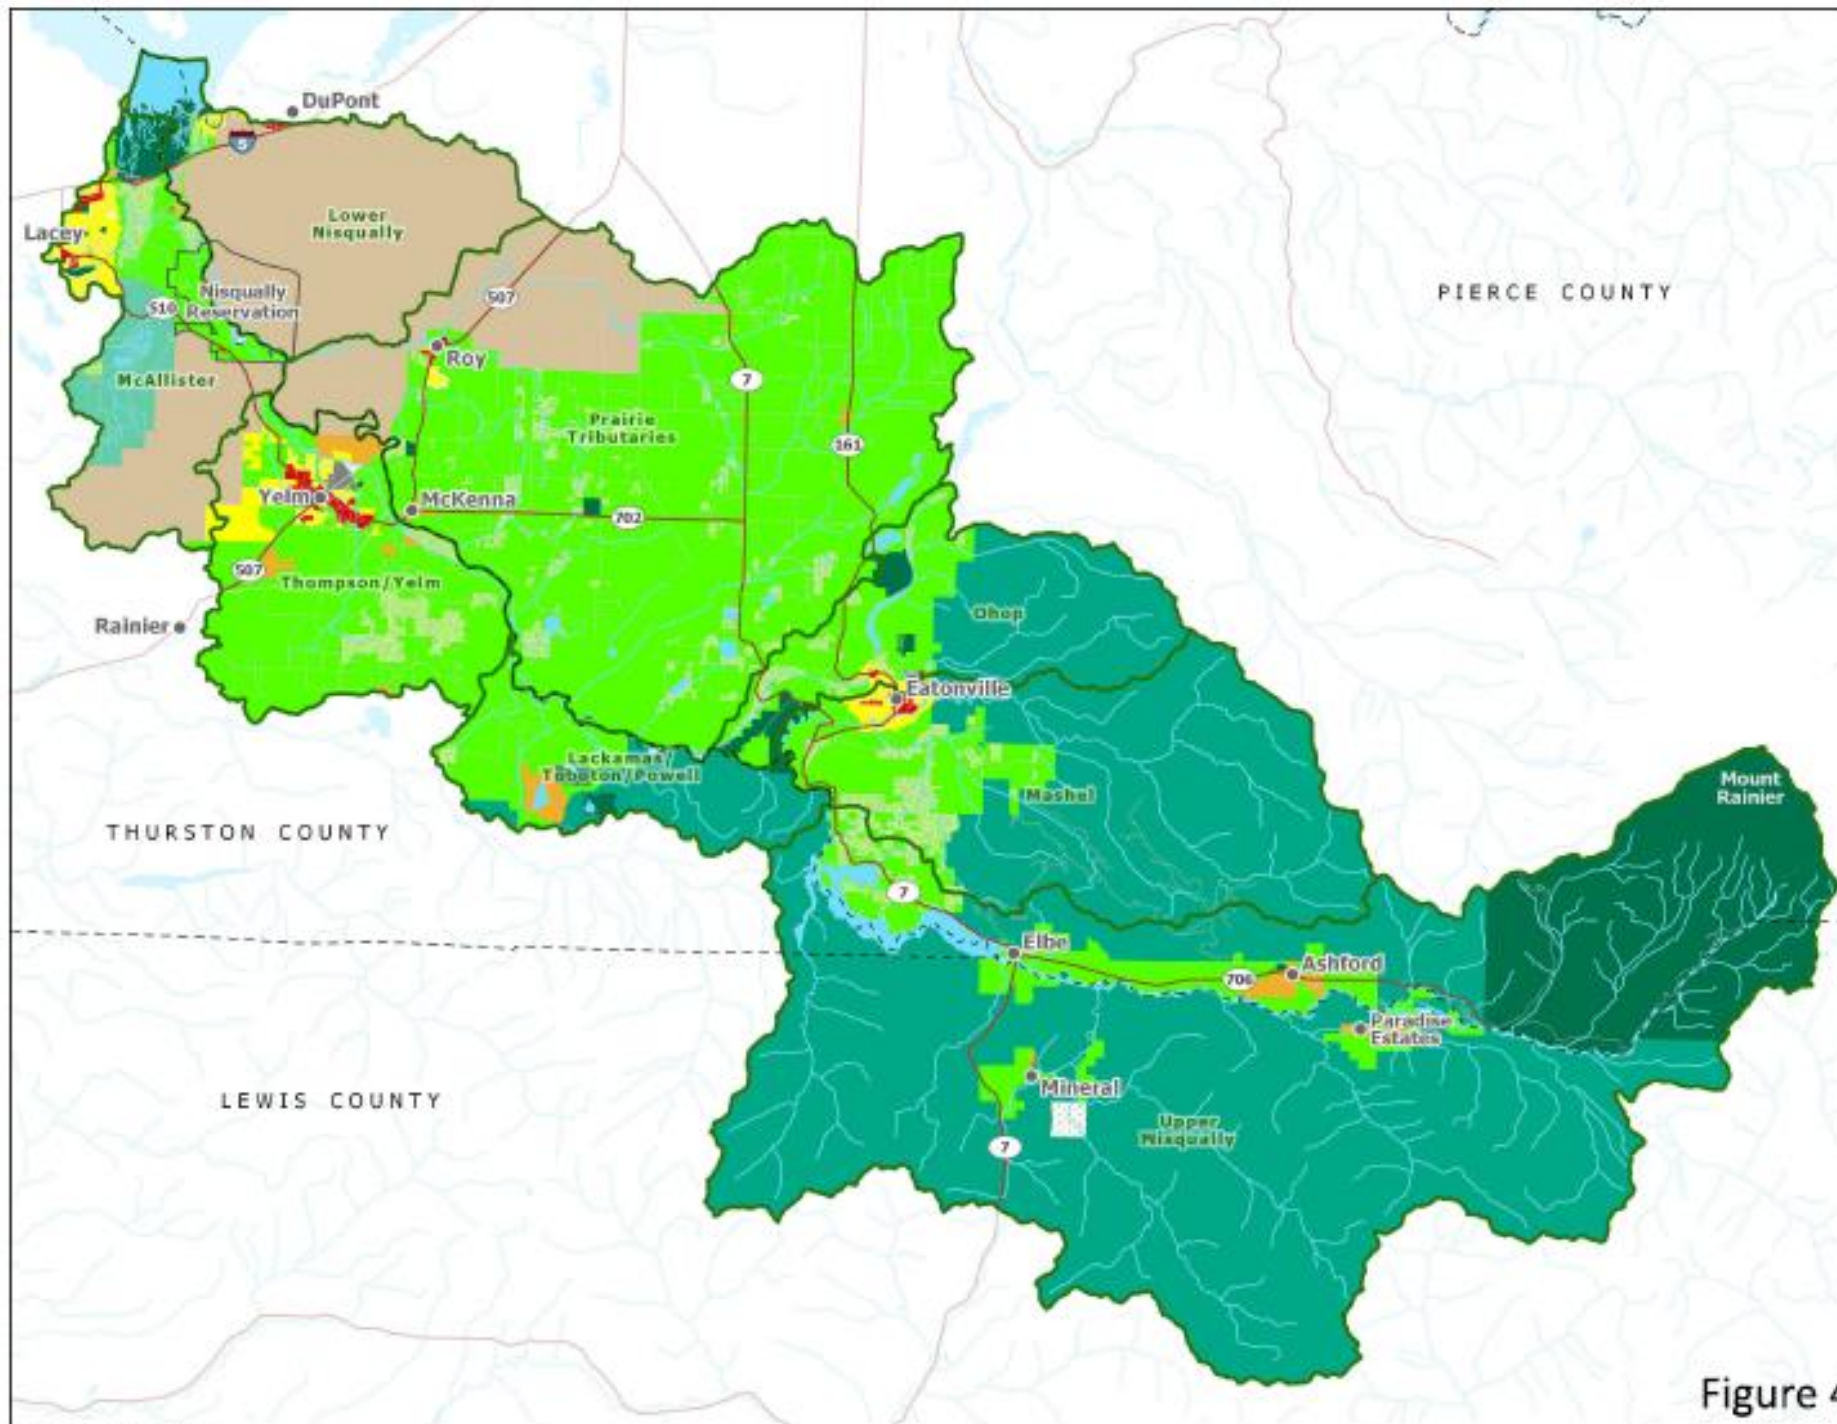 DuPont
5
Lower
Nisqually
Lacey
PIERCE COUNTY
Nisqually
Reservation
507
510
Roy
McAllister
7
Prairie
Tributaries
161
Yelm
McKenna
702
507
Thompson/Yelm
Ohop
Rainier
Eatonville
Lackamas/
Toboton/Powell
Mashel
Mount
Rainier
THURSTON COUNTY
7
Elbe
Ashford
706
Paradise
Estates
Mineral
LEWIS COUNTY
Upper
Nisqually
7
Figure 4